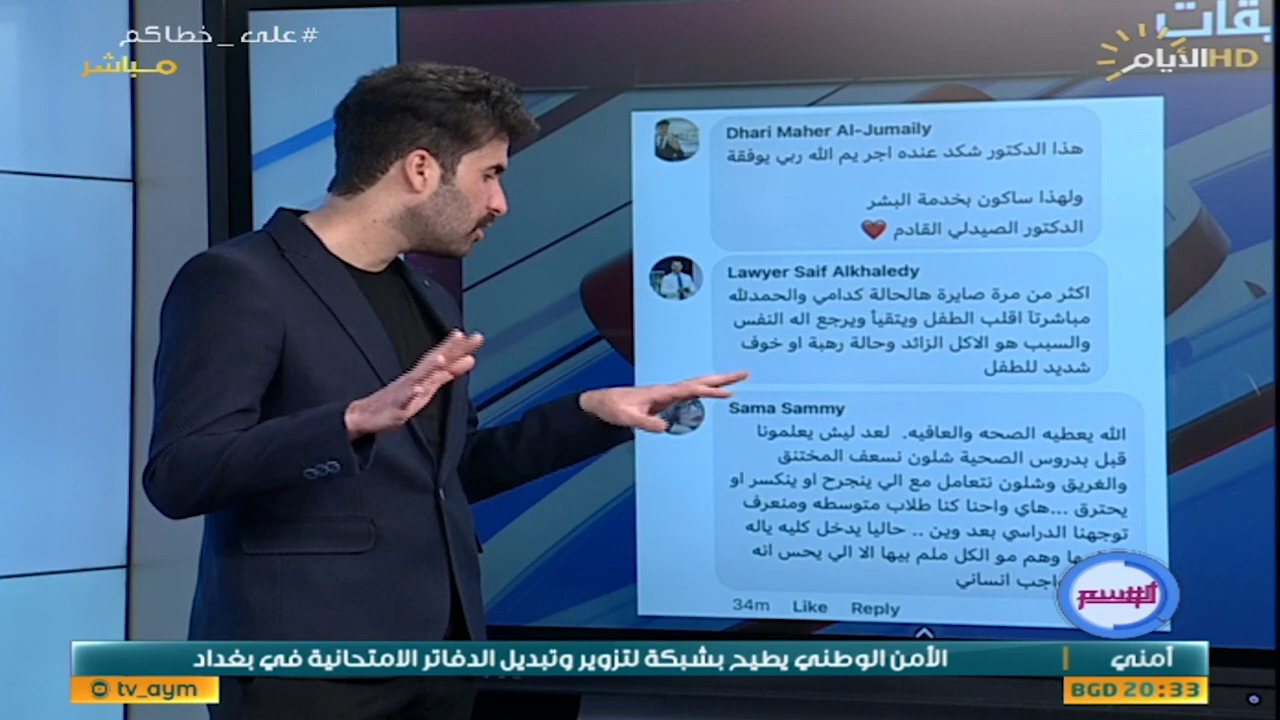 #على_خطاكم
مباشر
بقات
الأيام HD
Dhari Maher Al-Jumaily
هذا الدكتور شكد عنده اجر يم الله ربي يوفقة
ولهذا ساكون بخدمة البشر
الدكتور الصيدلي القادم ❤️
Lawyer Saif Alkhaledy
اكثر من مرة صايرة هالحالة كدامي والحمدلله
مباشرتآ اقلب الطفل ويتقيأ ويرجع اله النفس
والسبب هو الاكل الزائد وحالة رهبة او خوف
شديد للطفل
Sama Sammy
الله يعطيه الصحه والعافيه. لعد ليش يعلمونا
قبل بدروس الصحية شلون نسعف المختنق
والغريق وشلون نتعامل مع الي ينجرح او ينكسر او
يحترق ...هاي واحنا كنا طلاب متوسطه ومنعرف
توجهنا الدراسي بعد وين .. حاليا يدخل كليه ياله
وهم مو الكل ملم بيها الا الي يحس انه
انساني
34m Like Reply
أمني | الأمن الوطني يطيح بشبكة لتزوير وتبديل الدفاتر الامتحانية في بغداد
tv_aym
BGD 20:33